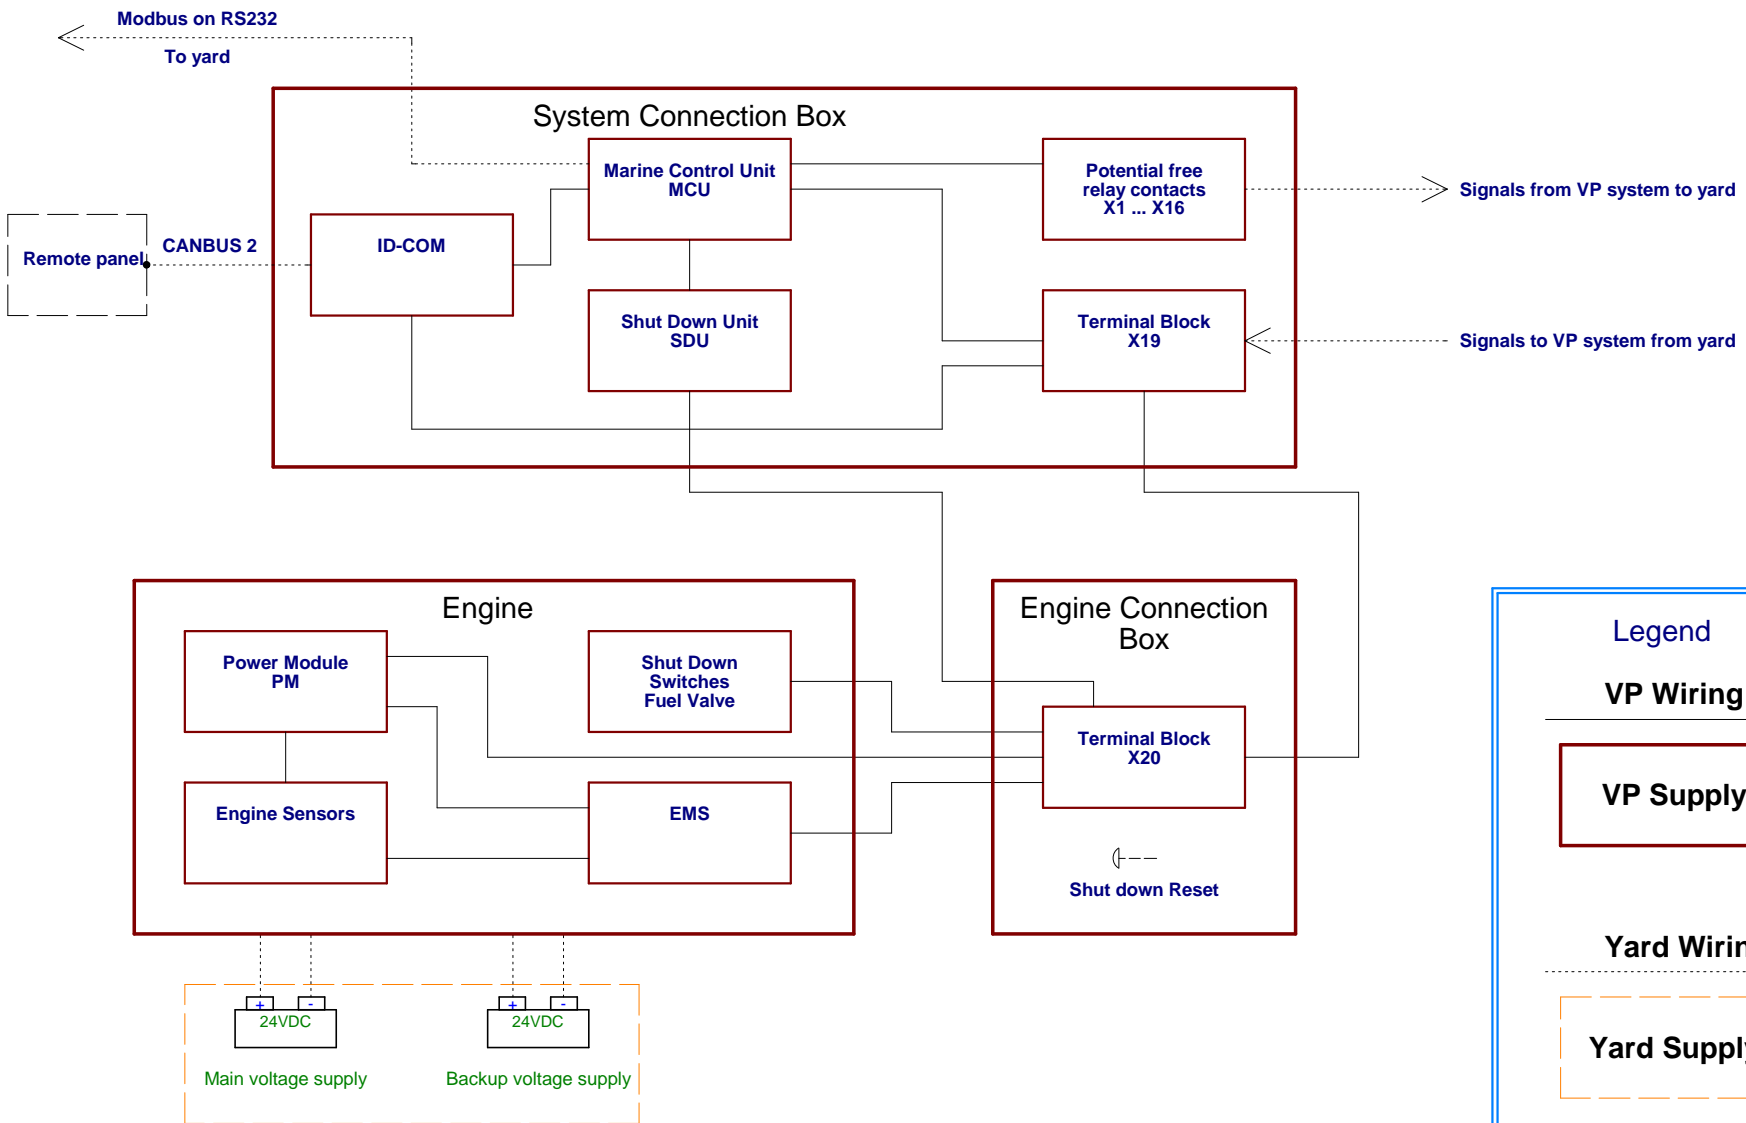 Modbus on RS232
To yard
System Connection Box
Marine Control Unit
MCU
Potential free
relay contacts
X1 ... X16
Signals from VP system to yard
Remote panel
CANBUS 2
ID-COM
Shut Down Unit
SDU
Terminal Block
X19
Signals to VP system from yard
Engine
Power Module
PM
Shut Down
Switches
Fuel Valve
Engine Sensors
EMS
Engine Connection
Box
Terminal Block
X20
Shut down Reset
+ -
24VDC
Main voltage supply
+ -
24VDC
Backup voltage supply
Legend
VP Wiring
VP Supply
Yard Wirin
Yard Supply